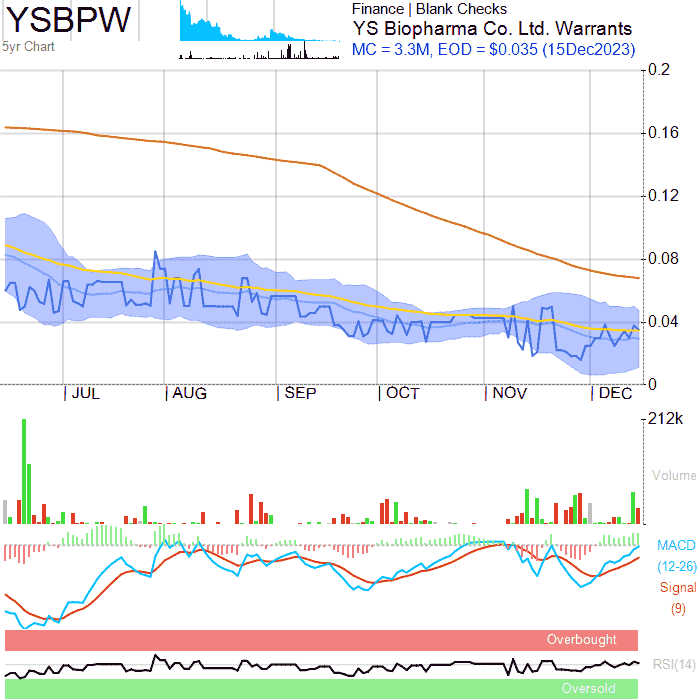 YSBPW
5yr Chart
Finance | Blank Checks
YS Biopharma Co. Ltd. Warrants
MC = 3.3M, EOD = $0.035 (15Dec2023)
0.2
0.16
0.12
0.08
0.04
0
JUL AUG SEP OCT NOV DEC
212k
Volume
MACD
(12-26)
Signal
(9)
Overbought
RSI(14)
Oversold